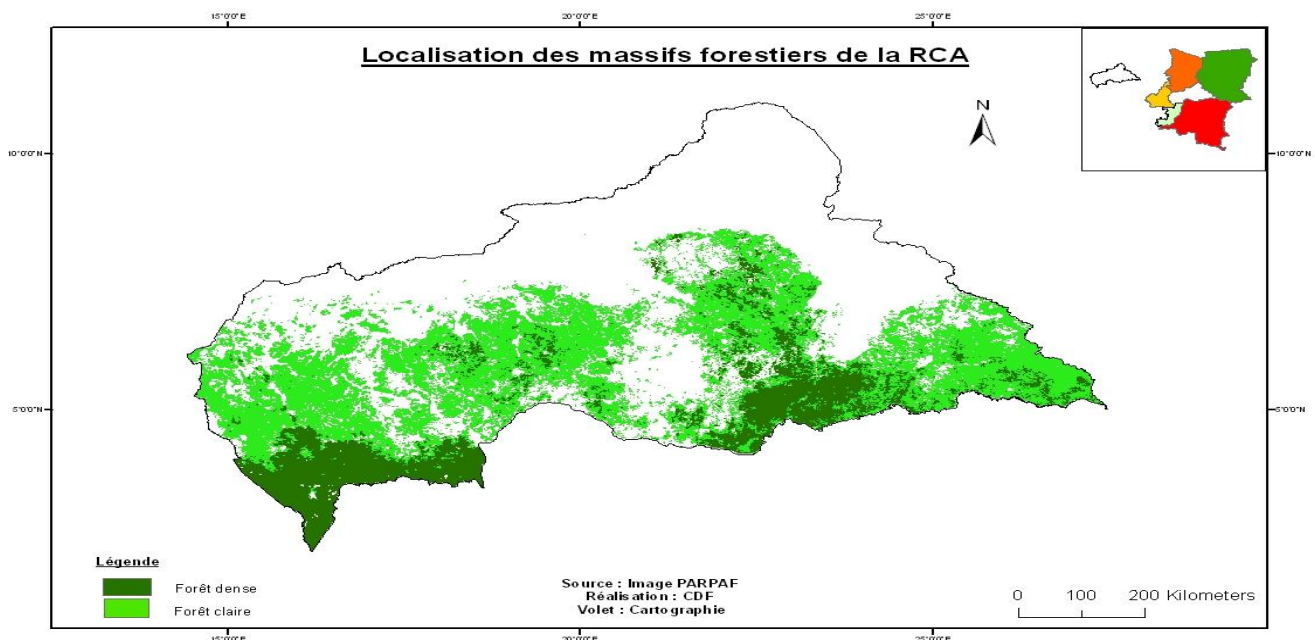 15°0'0"E 20°0'0"E 25°0'0"E
Localisation des massifs forestiers de la RCA
N
10°0'0"N 10°0'0"N
5°0'0"N 5°0'0"N
Légende
Forêt dense
Forêt claire
Source : Image PARPAF
Réalisation : CDF
Volet : Cartographie
0 100 200 Kilometers
15°0'0"E 20°0'0"E 25°0'0"E